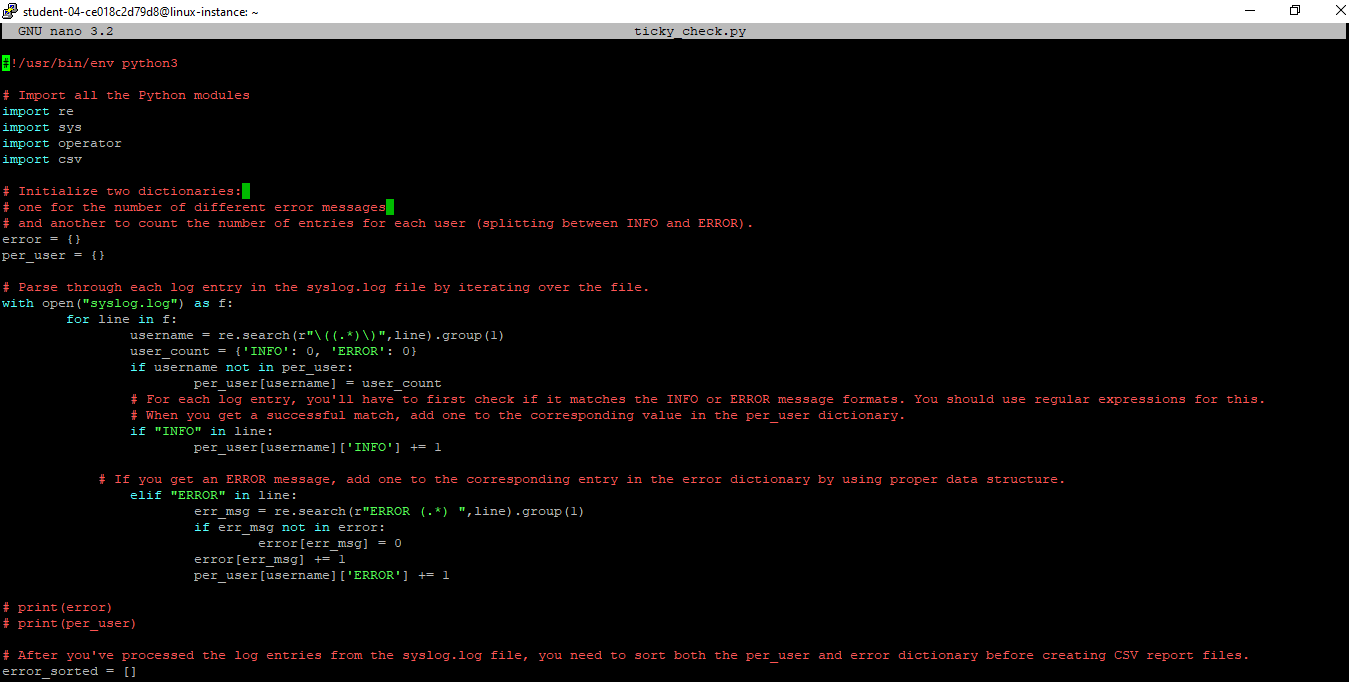 student-04-ce018c2d79d8@linux-instance: ~
GNU nano 3.2 ticky_check.py
#!/usr/bin/env python3
# Import all the Python modules
import re
import sys
import operator
import csv
# Initialize two dictionaries:
# one for the number of different error messages
# and another to count the number of entries for each user (splitting between INFO and ERROR).
error = {}
per_user = {}
# Parse through each log entry in the syslog.log file by iterating over the file.
with open("syslog.log") as f:
for line in f:
username = re.search(r"\((.*)\)",line).group(1)
user_count = {'INFO': 0, 'ERROR': 0}
if username not in per_user:
per_user[username] = user_count
# For each log entry, you'll have to first check if it matches the INFO or ERROR message formats. You should use regular expressions for this.
# When you get a successful match, add one to the corresponding value in the per_user dictionary.
if "INFO" in line:
per_user[username]['INFO'] += 1
# If you get an ERROR message, add one to the corresponding entry in the error dictionary by using proper data structure.
elif "ERROR" in line:
err_msg = re.search(r"ERROR (.*) ",line).group(1)
if err_msg not in error:
error[err_msg] = 0
error[err_msg] += 1
per_user[username]['ERROR'] += 1
# print(error)
# print(per_user)
# After you've processed the log entries from the syslog.log file, you need to sort both the per_user and error dictionary before creating CSV report files.
error_sorted = []